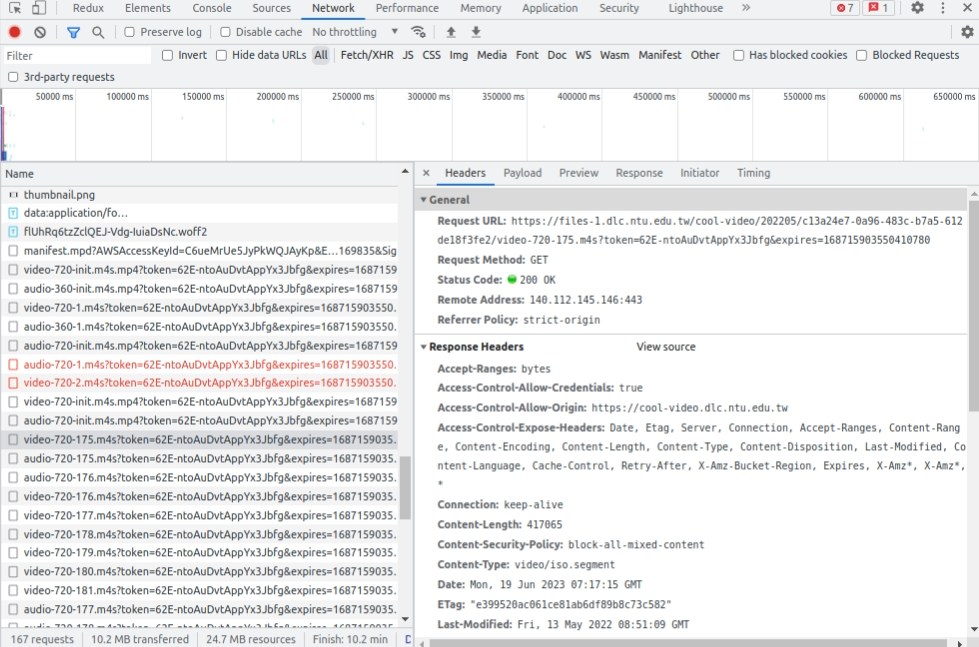 Redux Elements Console Sources Network Performance Memory Application Security Lighthouse » 7 1
Preserve log Disable cache No throttling
Filter Invert Hide data URLs All Fetch/XHR JS CSS Img Media Font Doc WS Wasm Manifest Other Has blocked cookies Blocked Requests
3rd-party requests
50000 ms 100000 ms 150000 ms 200000 ms 250000 ms 300000 ms 350000 ms 400000 ms 450000 ms 500000 ms 550000 ms 600000 ms 650000 ms
Name
thumbnail.png
data:application/fo…
flUhRq6tzZclQEJ-Vdg-IuiaDsNc.woff2
manifest.mpd?AWSAccessKeyId=C6ueMrUe5JyPkWQJAyKp&E…169835&Sig
video-720-init.m4s.mp4?token=62E-ntoAuDvtAppYx3Jbfg&expires=1687159
audio-360-init.m4s.mp4?token=62E-ntoAuDvtAppYx3Jbfg&expires=1687159
video-720-1.m4s?token=62E-ntoAuDvtAppYx3Jbfg&expires=168715903550.
audio-360-1.m4s?token=62E-ntoAuDvtAppYx3Jbfg&expires=168715903550.
audio-720-init.m4s.mp4?token=62E-ntoAuDvtAppYx3Jbfg&expires=1687159
audio-720-1.m4s?token=62E-ntoAuDvtAppYx3Jbfg&expires=168715903550.
video-720-2.m4s?token=62E-ntoAuDvtAppYx3Jbfg&expires=168715903550.
video-720-init.m4s.mp4?token=62E-ntoAuDvtAppYx3Jbfg&expires=1687159
audio-720-init.m4s.mp4?token=62E-ntoAuDvtAppYx3Jbfg&expires=1687159
video-720-175.m4s?token=62E-ntoAuDvtAppYx3Jbfg&expires=1687159035.
audio-720-175.m4s?token=62E-ntoAuDvtAppYx3Jbfg&expires=1687159035.
audio-720-176.m4s?token=62E-ntoAuDvtAppYx3Jbfg&expires=1687159035.
video-720-176.m4s?token=62E-ntoAuDvtAppYx3Jbfg&expires=1687159035.
video-720-177.m4s?token=62E-ntoAuDvtAppYx3Jbfg&expires=1687159035.
video-720-178.m4s?token=62E-ntoAuDvtAppYx3Jbfg&expires=1687159035.
video-720-179.m4s?token=62E-ntoAuDvtAppYx3Jbfg&expires=1687159035.
video-720-180.m4s?token=62E-ntoAuDvtAppYx3Jbfg&expires=1687159035.
video-720-181.m4s?token=62E-ntoAuDvtAppYx3Jbfg&expires=1687159035.
audio-720-177.m4s?token=62E-ntoAuDvtAppYx3Jbfg&expires=1687159035.
167 requests 10.2 MB transferred 24.7 MB resources Finish: 10.2 min D
Headers Payload Preview Response Initiator Timing
General
Request URL: https://files-1.dlc.ntu.edu.tw/cool-video/202205/c13a24e7-0a96-483c-b7a5-612
de18f3fe2/video-720-175.m4s?token=62E-ntoAuDvtAppYx3Jbfg&expires=1687159035504​10780
Request Method: GET
Status Code: 200 OK
Remote Address: 140.112.145.146:443
Referrer Policy: strict-origin
Response Headers View source
Accept-Ranges: bytes
Access-Control-Allow-Credentials: true
Access-Control-Allow-Origin: https://cool-video.dlc.ntu.edu.tw
Access-Control-Expose-Headers: Date, Etag, Server, Connection, Accept-Ranges, Content-Rang
e, Content-Encoding, Content-Length, Content-Type, Content-Disposition, Last-Modified, Co
ntent-Language, Cache-Control, Retry-After, X-Amz-Bucket-Region, Expires, X-Amz*, X-Amz*,
*
Connection: keep-alive
Content-Length: 417065
Content-Security-Policy: block-all-mixed-content
Content-Type: video/iso.segment
Date: Mon, 19 Jun 2023 07:17:15 GMT
ETag: "e399520ac061ce81ab6df89b8c73c582"
Last-Modified: Fri, 13 May 2022 08:51:09 GMT